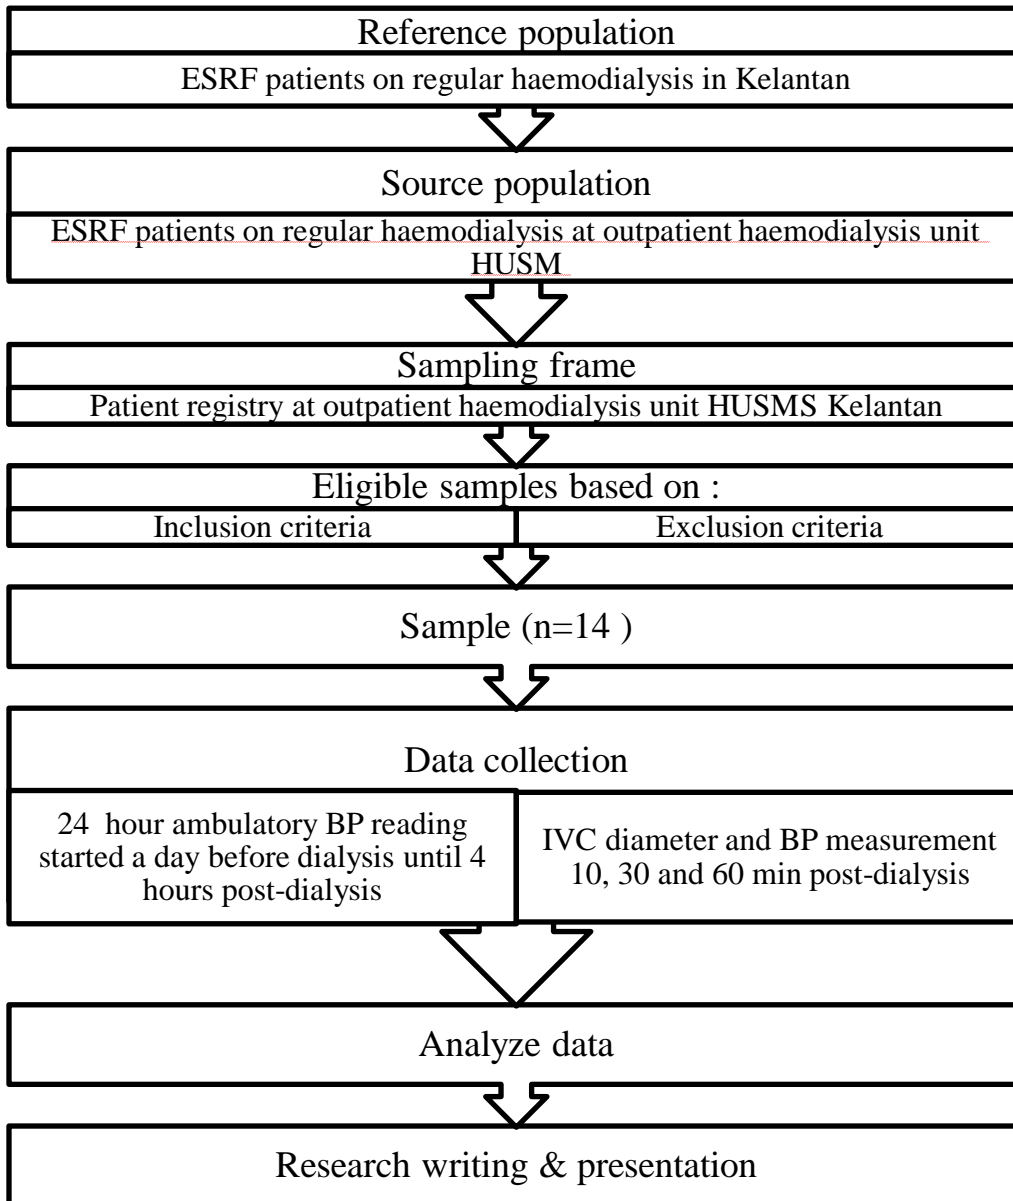 Reference population
ESRF patients on regular haemodialysis in Kelantan
Source population
ESRF patients on regular haemodialysis at outpatient haemodialysis unit
HUSM
Sampling frame
Patient registry at outpatient haemodialysis unit HUSMS Kelantan
Eligible samples based on :
Inclusion criteria
Exclusion criteria
Sample (n=14 )
Data collection
24 hour ambulatory BP reading
started a day before dialysis until 4
hours post-dialysis
IVC diameter and BP measurement
10, 30 and 60 min post-dialysis
Analyze data
Research writing & presentation